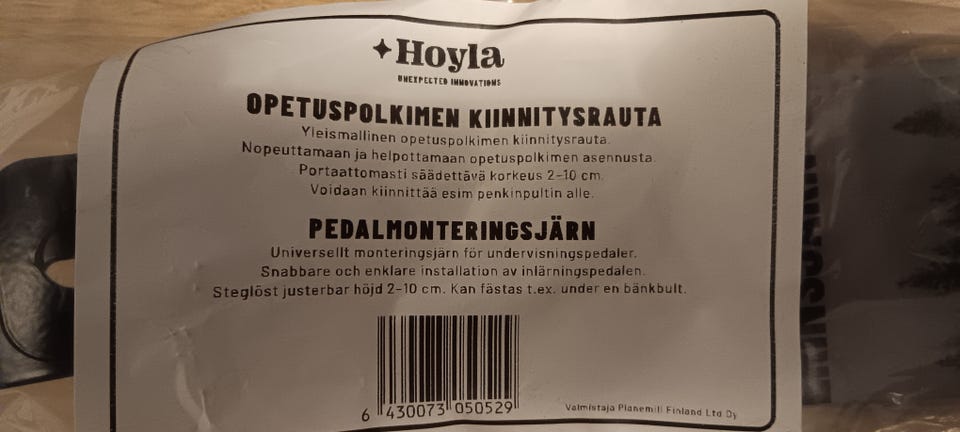 Hoyla
UNEXPECTED INNOVATIONS
OPETUSPOLKIMEN KIINNITYSRAUTA
Yleismallinen opetuspolkimen kiinnitysrauta.
Nopeuttamaan ja helpottamaan opetuspolkimen asennusta.
Portaattomasti säädettävä korkeus 2-10 cm.
Voidaan kiinnittää esim penkinpultin alle.
PEDALMONTERINGSJÄRN
Universellt monteringsjärn för undervisningspedaler.
Snabbare och enklare installation av inlärningspedalen.
Steglöst justerbar höjd 2-10 cm. Kan fästas t.ex. under en bänkbult.
6 430073 050529
Valmistaja Planemill Finland Ltd Oy